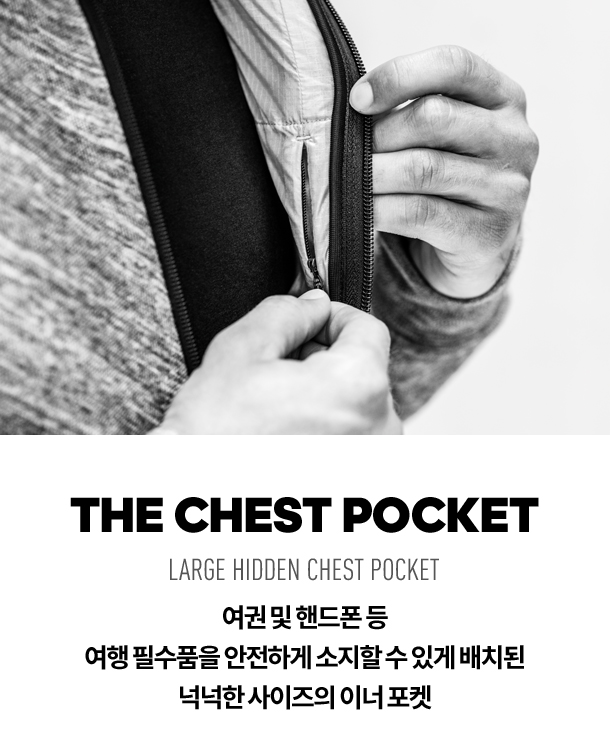 THE CHEST POCKET
LARGE HIDDEN CHEST POCKET
여권 및 핸드폰 등
여행 필수품을 안전하게 소지할 수 있게 배치된
넉넉한 사이즈의 이너 포켓